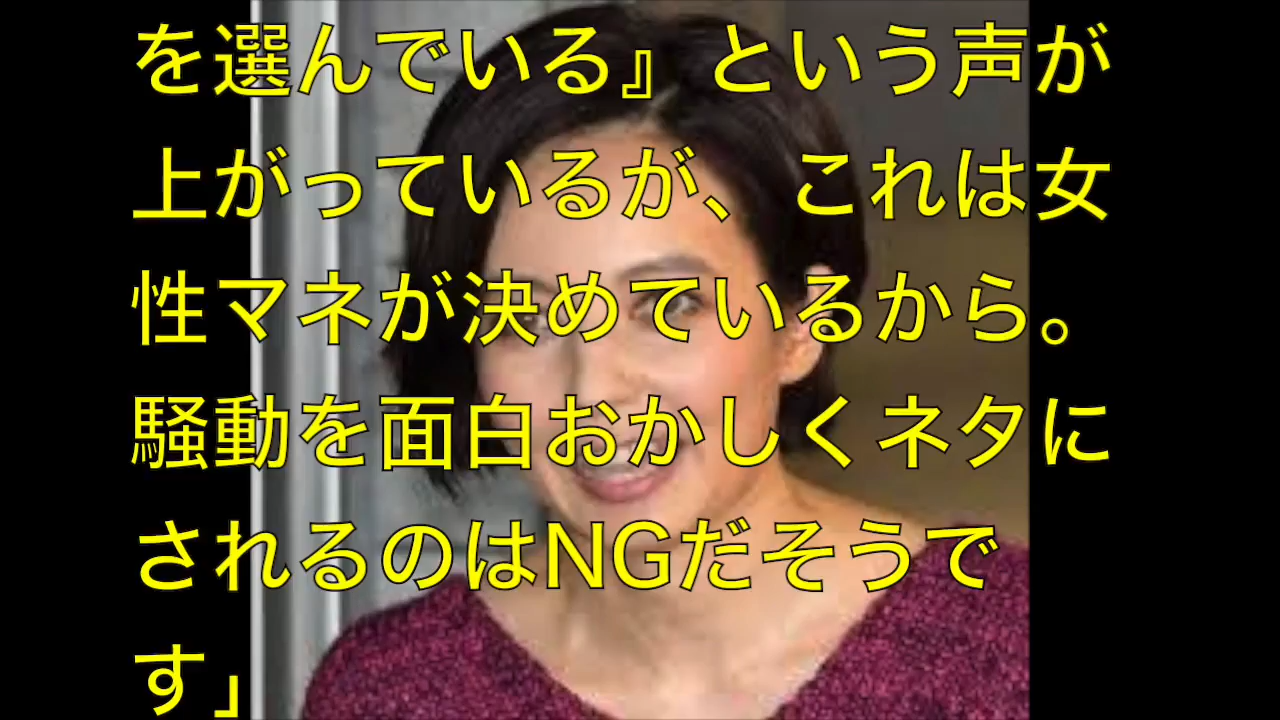 を選んでいる』という声が
上がっているが、これは女
性マネが決めているから。
騒動を面白おかしくネタに
されるのはNGだそうで
す」